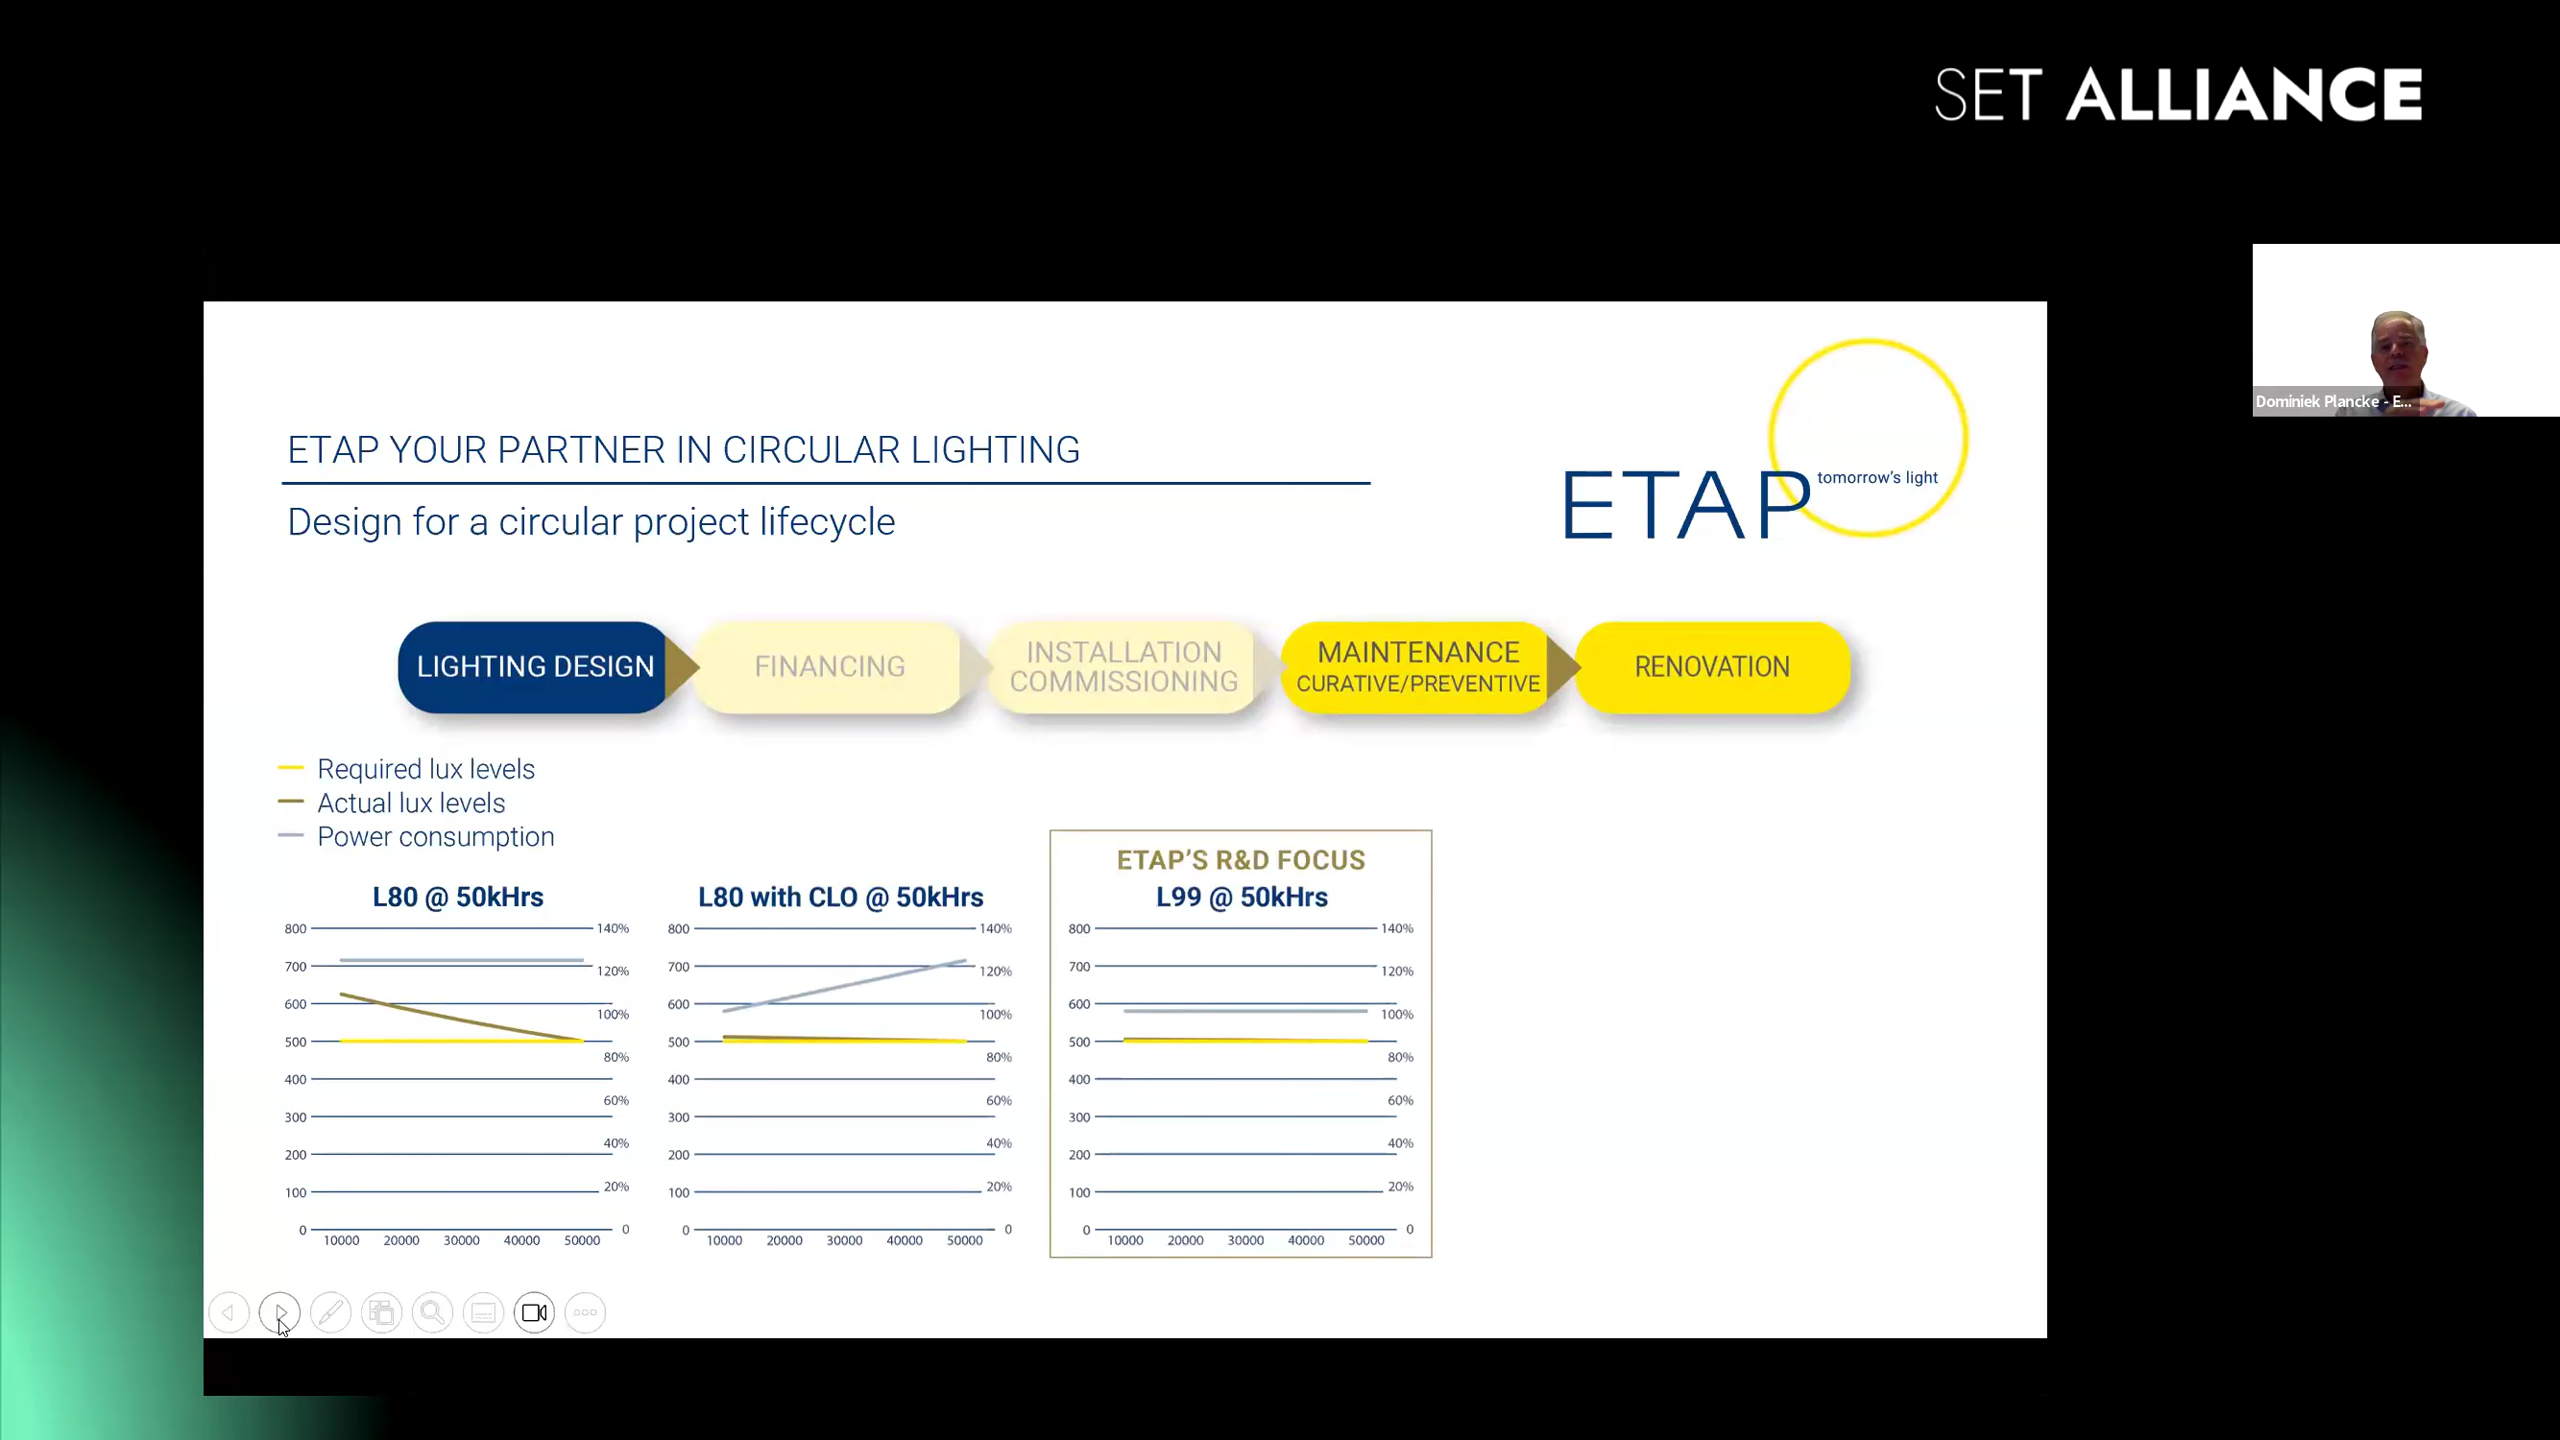 SET ALLIANCE
Dominiek Plancke - E...
ETAP YOUR PARTNER IN CIRCULAR LIGHTING
Design for a circular project lifecycle
ETAP tomorrow's light
LIGHTING DESIGN
FINANCING
INSTALLATION
COMMISSIONING
MAINTENANCE
CURATIVE/PREVENTIVE
RENOVATION
Required lux levels
Actual lux levels
Power consumption
L80 @ 50kHrs
800 140%
700 120%
600 100%
500 80%
400 60%
300 40%
200 20%
100
0 0
10000 20000 30000 40000 50000
L80 with CLO @ 50kHrs
800 140%
700 120%
600 100%
500 80%
400 60%
300 40%
200 20%
100
0 0
10000 20000 30000 40000 50000
ETAP'S R&D FOCUS
L99 @ 50kHrs
800 140%
700 120%
600 100%
500 80%
400 60%
300 40%
200 20%
100
0 0
10000 20000 30000 40000 50000